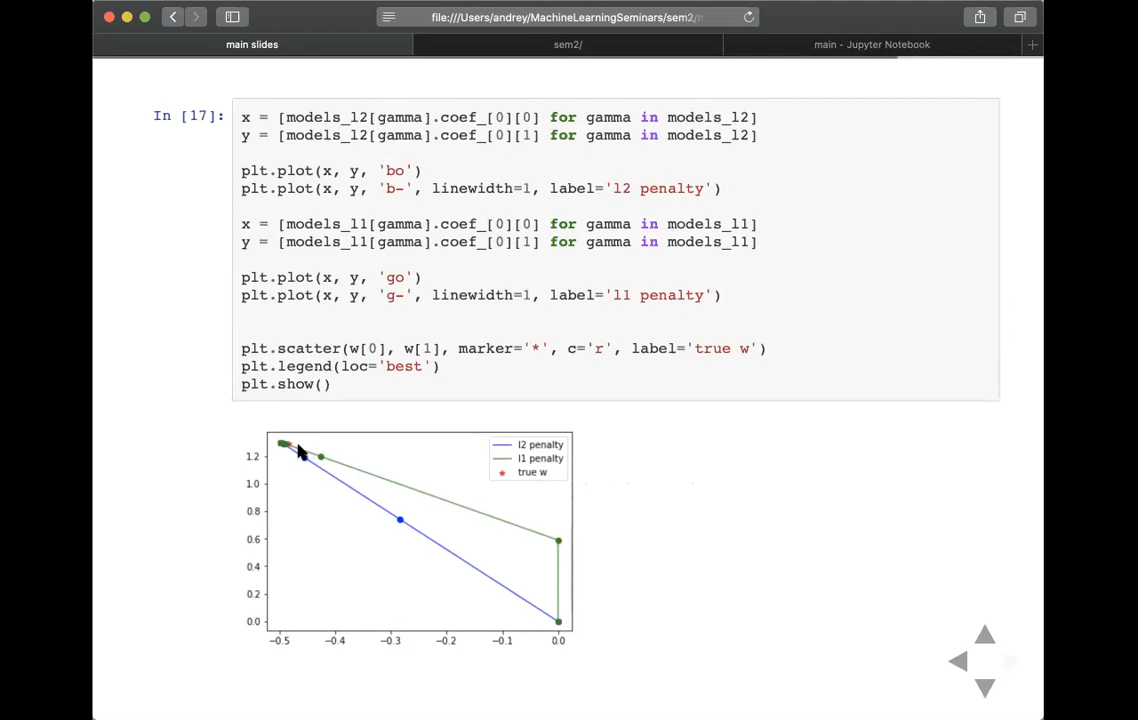 file:///Users/andrey/MachineLearningSeminars/sem2/
main slides
sem2/
main - Jupyter Notebook
In [17]:
x = [models_l2[gamma].coef_[0][0] for gamma in models_l2]
y = [models_l2[gamma].coef_[0][1] for gamma in models_l2]
plt.plot(x, y, 'bo')
plt.plot(x, y, 'b-', linewidth=1, label='l2 penalty')
x = [models_l1[gamma].coef_[0][0] for gamma in models_l1]
y = [models_l1[gamma].coef_[0][1] for gamma in models_l1]
plt.plot(x, y, 'go')
plt.plot(x, y, 'g-', linewidth=1, label='l1 penalty')
plt.scatter(w[0], w[1], marker='*', c='r', label='true w')
plt.legend(loc='best')
plt.show()
l2 penalty
l1 penalty
true w
1.2
1.0
0.8
0.6
0.4
0.2
0.0
−0.5 −0.4 −0.3 −0.2 −0.1 0.0